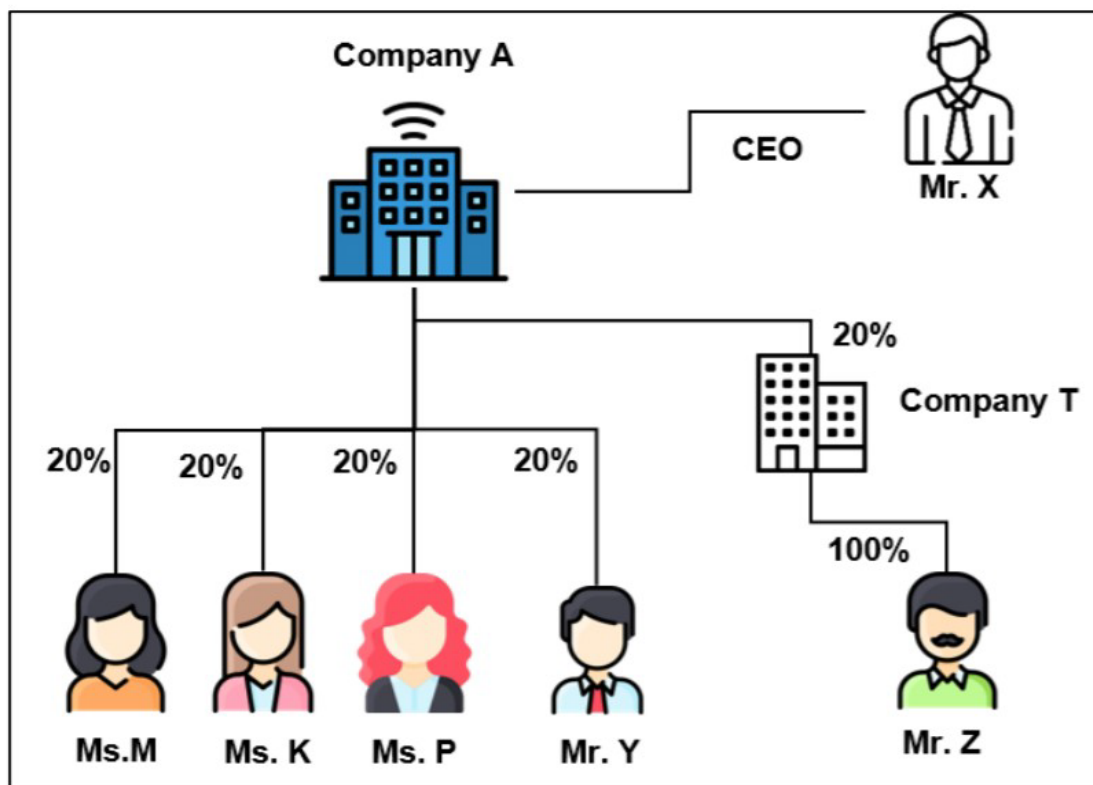 Company A
CEO
Mr. X
20%
Company T
20%
20%
20%
20%
100%
Ms.M
Ms. K
Ms. P
Mr. Y
Mr. Z